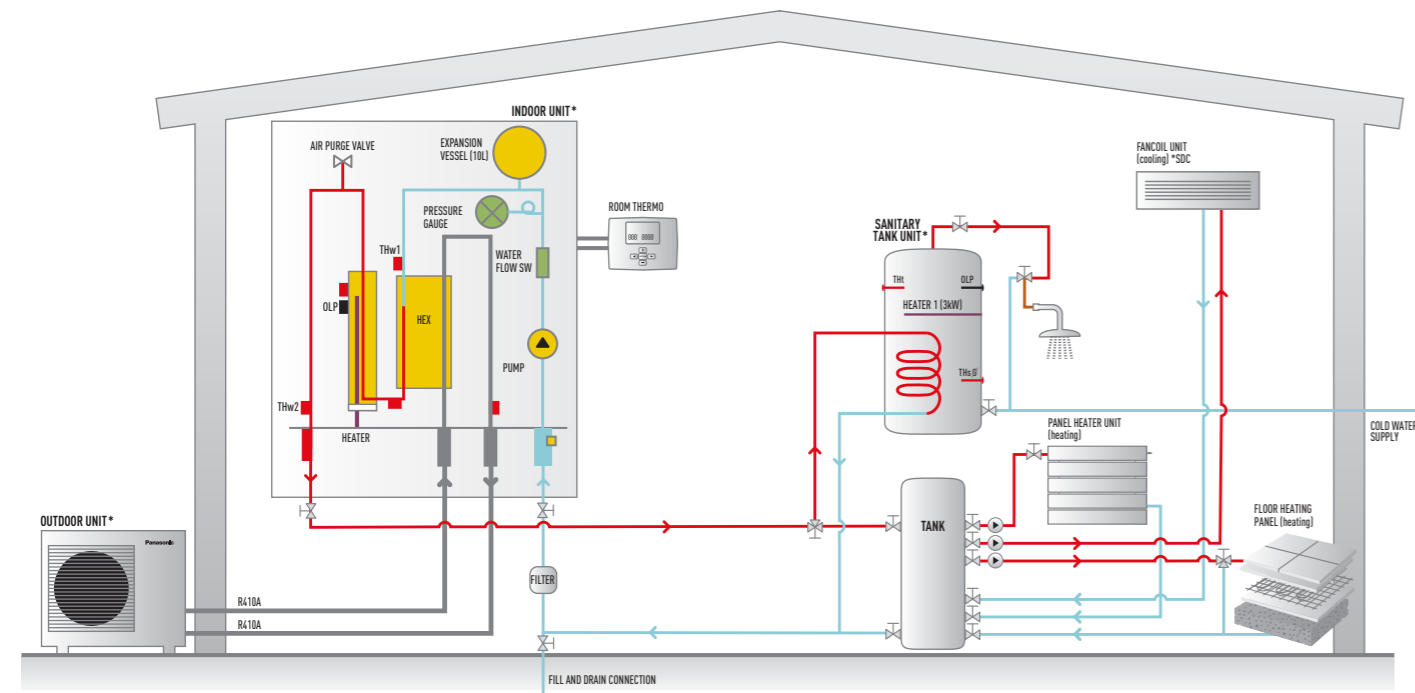 INDOOR UNIT*
AIR PURGE VALVE
EXPANSION
VESSEL (10L)
PRESSURE
GAUGE
ROOM THERMO
THw1
WATER
FLOW SW
OLP
HEX
PUMP
THw2
HEATER
FANCOIL UNIT
(cooling) *SDC
SANITARY
TANK UNIT*
THt
OLP
HEATER 1 (3kW)
COLD WATER
SUPPLY
PANEL HEATER UNIT
(heating)
TANK
FLOOR HEATING
PANEL (heating)
OUTDOOR UNIT*
Panasonic
FILTER
R410A
R410A
FILL AND DRAIN CONNECTION